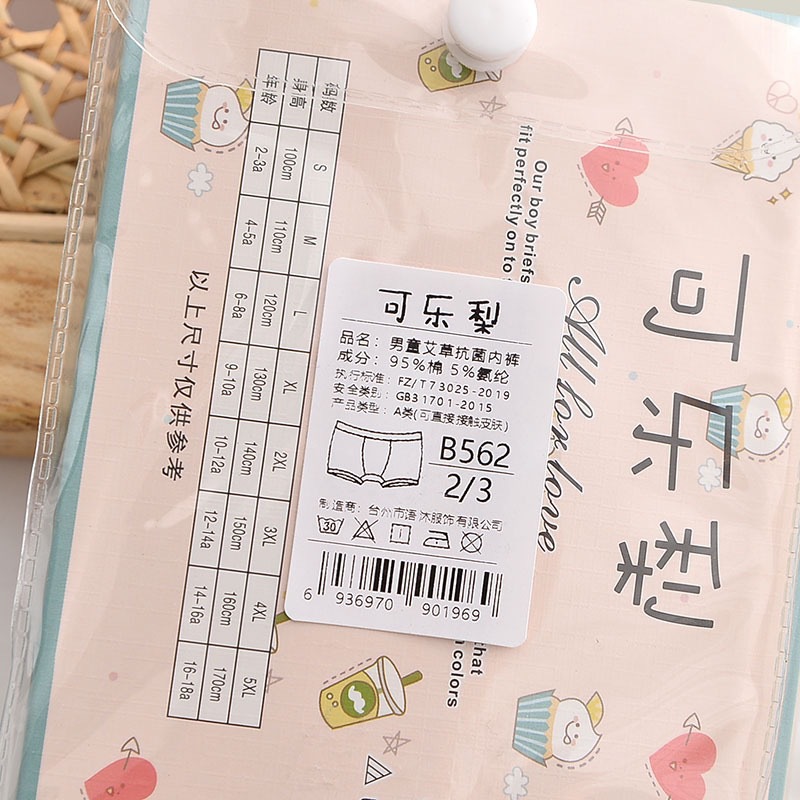 码数 S M L XL 2XL 3XL 4XL 5XL
身高 100cm 110cm 120cm 130cm 140cm 150cm 160cm 170cm
年龄 2-3a 4-5a 6-8a 9-10a 10-12a 12-14a 14-16a 16-18a
以上尺寸仅供参考
Our boy briefs
fit perfectly on to
All for love
可乐梨
可乐梨
品名：男童艾草抗菌内裤
成分：95%棉 5%氨纶
执行标准：FZ/T73025-2019
安全类别：GB31701-2015
产品类型：A类(可直接接触皮肤)
B562
2/3
制造商：台州市语沐服饰有限公司
30
6 936970 901969
that
n colors